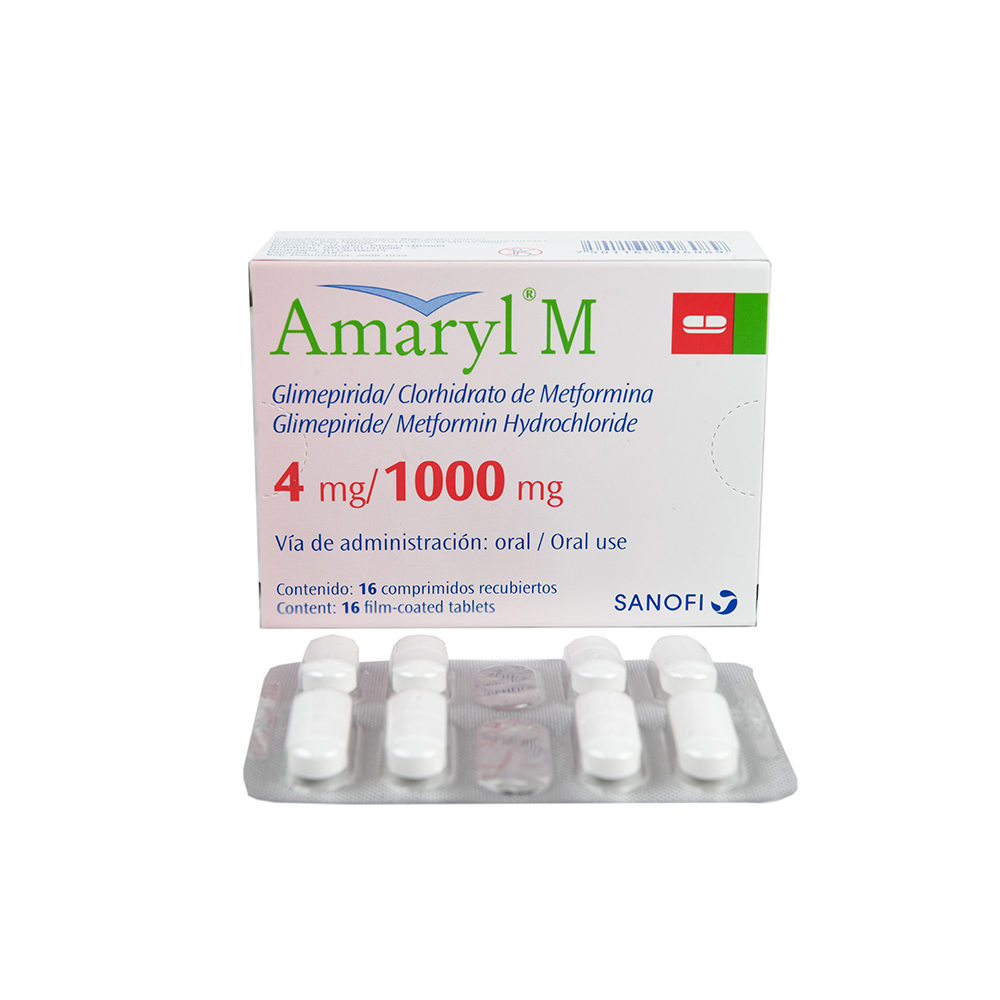 Amaryl® M
Glimepirida/ Clorhidrato de Metformina
Glimepiride/ Metformin Hydrochloride
4 mg/ 1000 mg
Vía de administración: oral / Oral use
Contenido: 16 comprimidos recubiertos
Content: 16 film-coated tablets
SANOFI